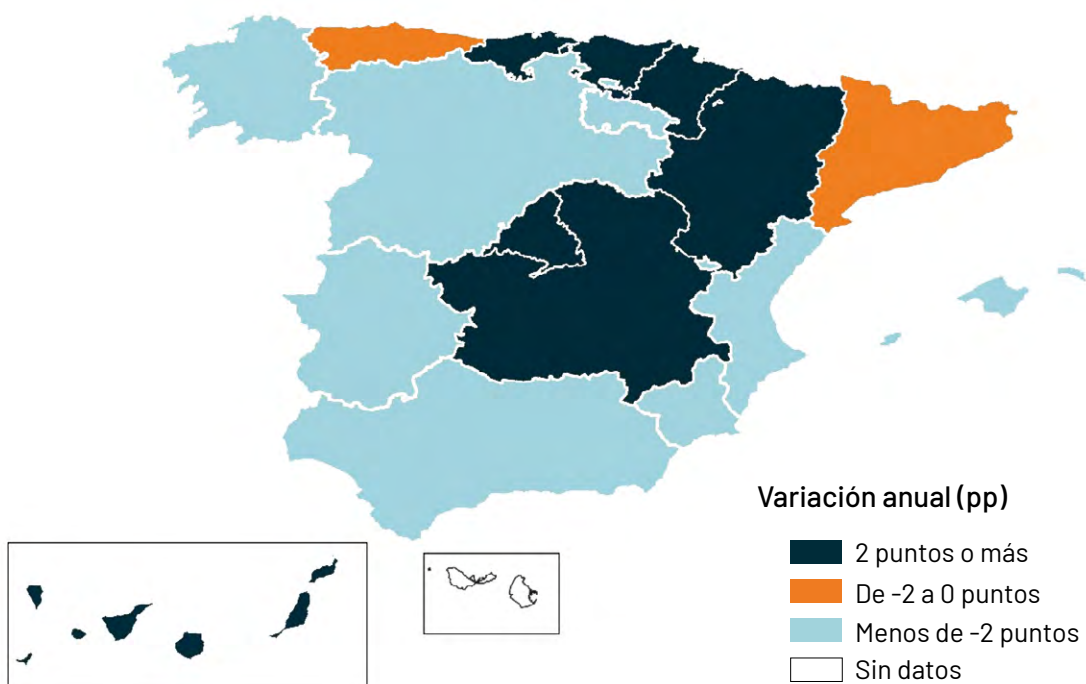 Variación anual (pp)
2 puntos o más
De -2 a 0 puntos
Menos de -2 puntos
Sin datos